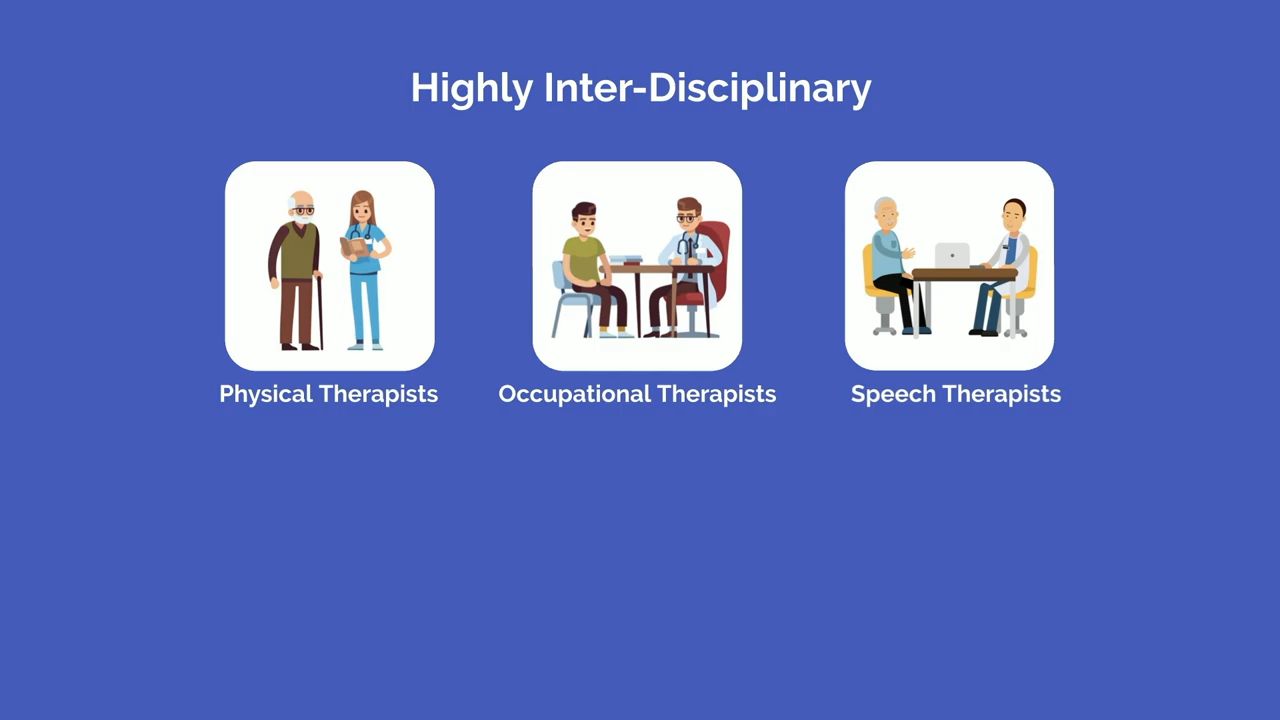 Highly Inter-Disciplinary
Physical Therapists
Occupational Therapists
Speech Therapists